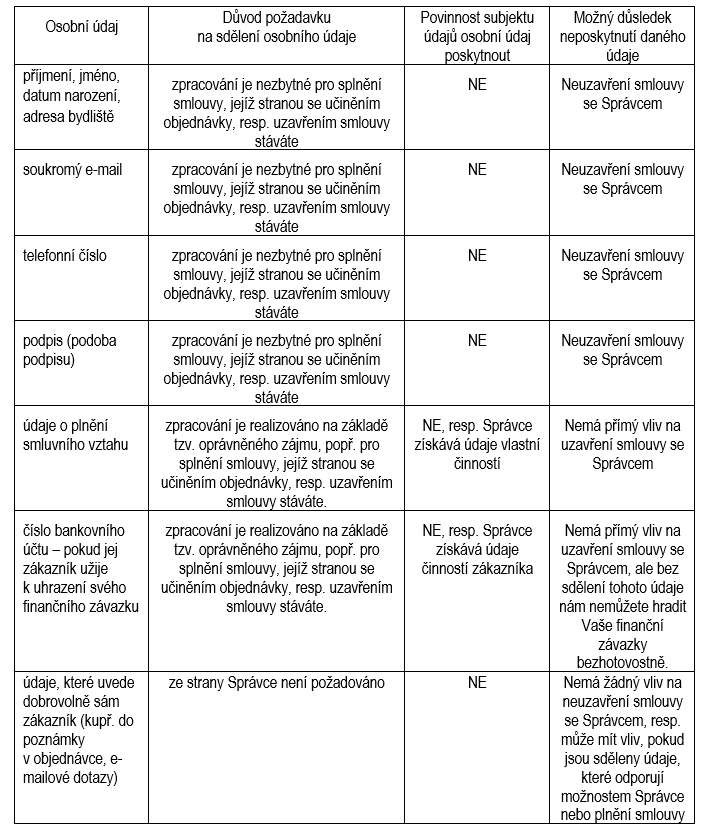 Osobní údaj
Důvod požadavku
na sdělení osobního údaje
Povinnost subjektu
údajů osobní údaj
poskytnout
Možný důsledek
neposkytnutí daného
údaje
příjmení, jméno,
datum narození,
adresa bydliště
zpracování je nezbytné pro splnění
smlouvy, jejíž stranou se učiněním
objednávky, resp. uzavřením smlouvy
stáváte
NE
Neuzavření smlouvy
se Správcem
soukromý e-mail
zpracování je nezbytné pro splnění
smlouvy, jejíž stranou se učiněním
objednávky, resp. uzavřením smlouvy
stáváte
NE
Neuzavření smlouvy
se Správcem
telefonní číslo
zpracování je nezbytné pro splnění
smlouvy, jejíž stranou se učiněním
objednávky, resp. uzavřením smlouvy
stáváte
NE
Neuzavření smlouvy
se Správcem
podpis (podoba
podpisu)
zpracování je nezbytné pro splnění
smlouvy, jejíž stranou se učiněním
objednávky, resp. uzavřením smlouvy
stáváte
NE
Neuzavření smlouvy
se Správcem
údaje o plnění
smluvního vztahu
zpracování je realizováno na základě
tzv. oprávněného zájmu, popř. pro
splnění smlouvy, jejíž stranou se
učiněním objednávky, resp. uzavřením
smlouvy stáváte.
NE, resp. Správce
získává údaje vlastní
činností
Nemá přímý vliv na
uzavření smlouvy se
Správcem
číslo bankovního
účtu – pokud jej
zákazník užije
k uhrazení svého
finančního závazku
zpracování je realizováno na základě
tzv. oprávněného zájmu, popř. pro
splnění smlouvy, jejíž stranou se
učiněním objednávky, resp. uzavřením
smlouvy stáváte.
NE, resp. Správce
získává údaje
činností zákazníka
Nemá přímý vliv na
uzavření smlouvy se
Správcem, ale bez
sdělení tohoto údaje
nám nemůžete hradit
Vaše finanční
závazky
bezhotovostně.
údaje, které uvede
dobrovolně sám
zákazník (kupř. do
poznámky
v objednávce, e-
mailové dotazy)
ze strany Správce není požadováno
NE
Nemá žádný vliv na
neuzavření smlouvy
se Správcem, resp.
může mít vliv, pokud
jsou sděleny údaje,
které odporují
možnostem Správce
nebo plnění smlouvy